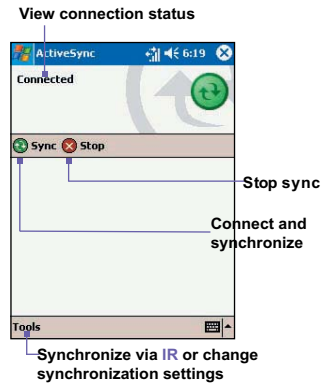 View connection status
ActiveSync 6:19
Connected
Sync Stop
Stop sync
Connect and
synchronize
Tools
Synchronize via IR or change
synchronization settings